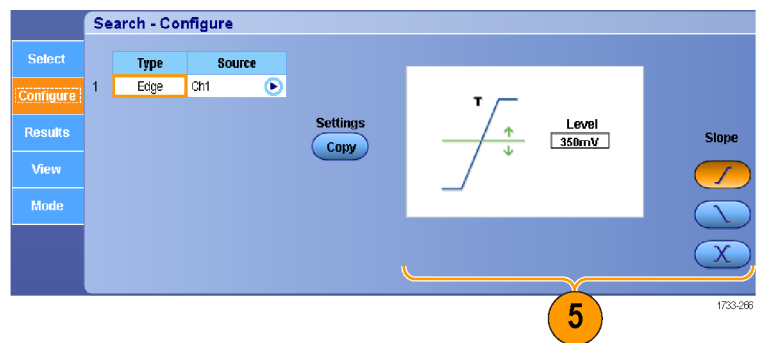 Search - Configure
Select
Configure
Results
View
Mode
Type Source
1 Edge Ch1
Settings
Copy
T
Level
350mV
Slope
5
1733-266